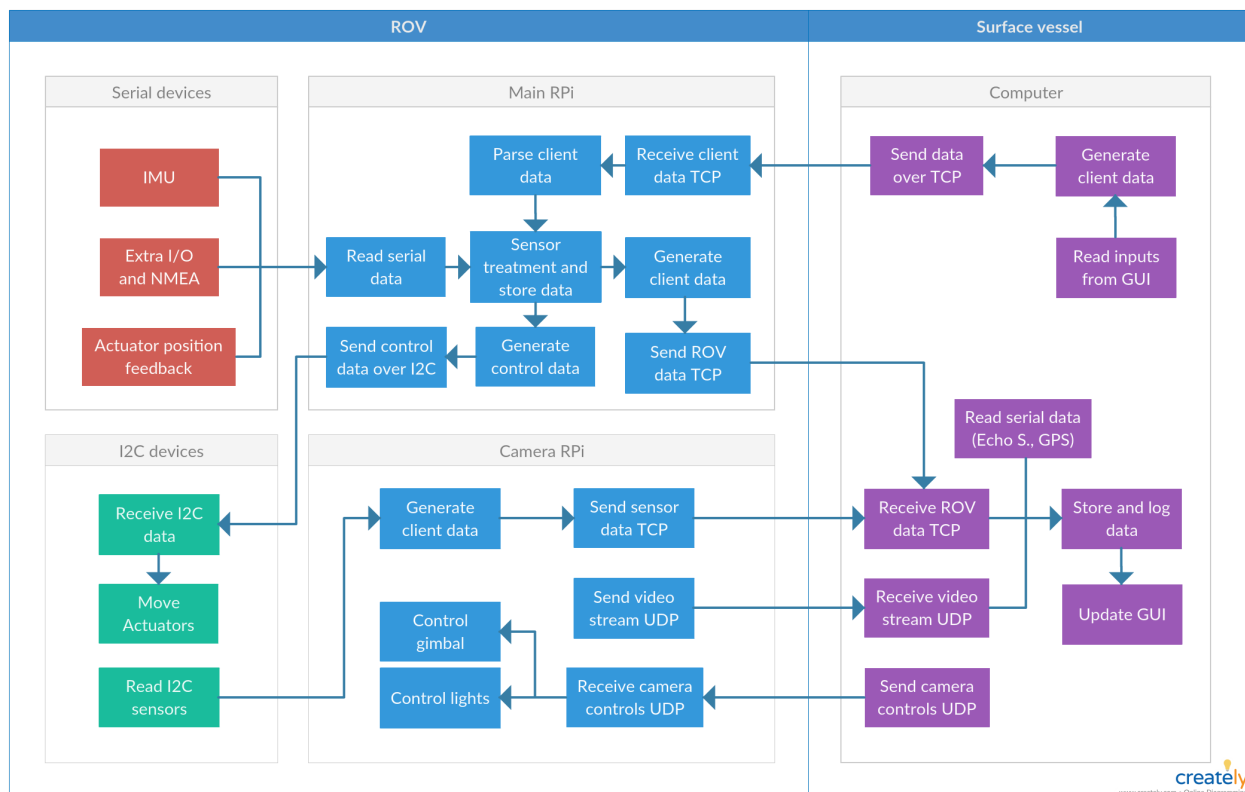 ROV
Surface vessel
Serial devices
IMU
Extra I/O
and NMEA
Actuator position
feedback
Main RPi
Parse client
data
Receive client
data TCP
Read serial
data
Sensor
treatment and
store data
Generate
client data
Send control
data over I2C
Generate
control data
Send ROV
data TCP
Computer
Send data
over TCP
Generate
client data
Read inputs
from GUI
Read serial data
(Echo S., GPS)
Receive ROV
data TCP
Store and log
data
Receive video
stream UDP
Update GUI
Send camera
controls UDP
I2C devices
Receive I2C
data
Move
Actuators
Read I2C
sensors
Camera RPi
Generate
client data
Send sensor
data TCP
Send video
stream UDP
Control
gimbal
Control lights
Receive camera
controls UDP
creately